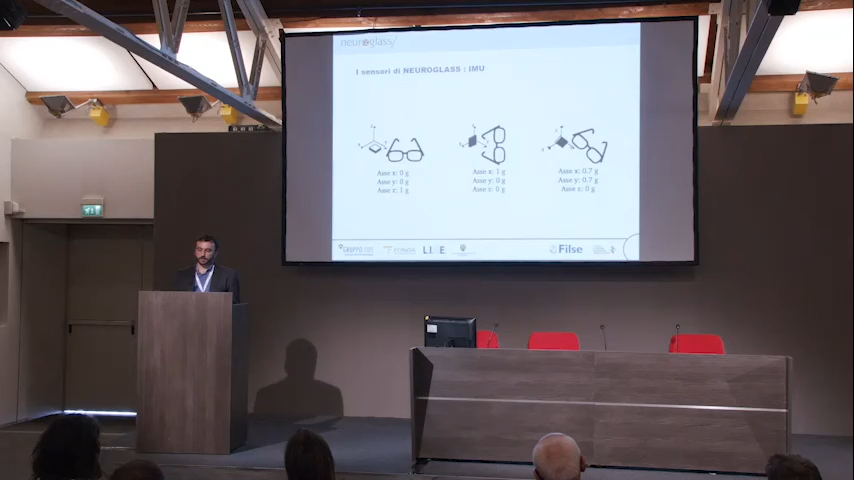 neuroglass/
I sensori di NEUROGLASS : IMU
Asse x: 0 g
Asse y: 0 g
Asse z: 1 g
Asse x: 1 g
Asse y: 0 g
Asse z: 0 g
Asse x: 0,7 g
Asse y: 0,7 g
Asse z: 0 g
GRUPPO
Filse